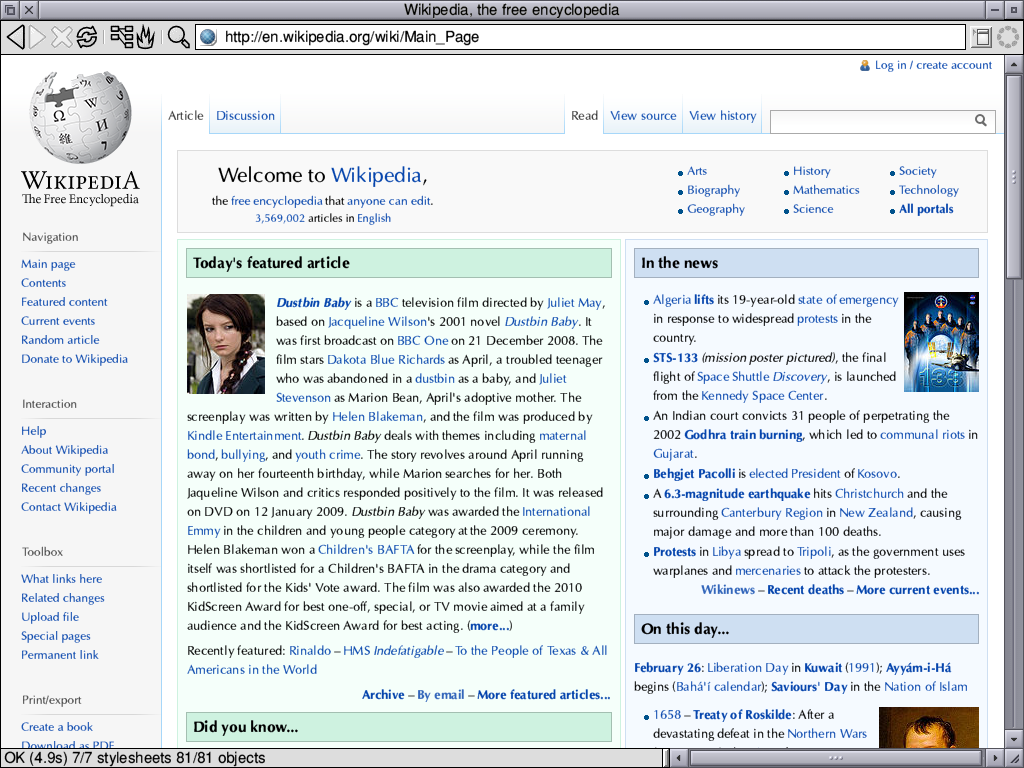 Wikipedia, the free encyclopedia
http://en.wikipedia.org/wiki/Main_Page
Log in / create account
Article Discussion Read View source View history
Ω W И 維
WIKIPEDIA
The Free Encyclopedia
Navigation
Main page
Contents
Featured content
Current events
Random article
Donate to Wikipedia
Interaction
Help
About Wikipedia
Community portal
Recent changes
Contact Wikipedia
Toolbox
What links here
Related changes
Upload file
Special pages
Permanent link
Print/export
Create a book
Download as PDF
Welcome to Wikipedia,
the free encyclopedia that anyone can edit.
3,569,002 articles in English
Arts
Biography
Geography
History
Mathematics
Science
Society
Technology
All portals
Today's featured article
Dustbin Baby is a BBC television film directed by Juliet May,
based on Jacqueline Wilson's 2001 novel Dustbin Baby. It
was first broadcast on BBC One on 21 December 2008. The
film stars Dakota Blue Richards as April, a troubled teenager
who was abandoned in a dustbin as a baby, and Juliet
Stevenson as Marion Bean, April's adoptive mother. The
screenplay was written by Helen Blakeman, and the film was produced by
Kindle Entertainment. Dustbin Baby deals with themes including maternal
bond, bullying, and youth crime. The story revolves around April running
away on her fourteenth birthday, while Marion searches for her. Both
Jaqueline Wilson and critics responded positively to the film. It was released
on DVD on 12 January 2009. Dustbin Baby was awarded the International
Emmy in the children and young people category at the 2009 ceremony.
Helen Blakeman won a Children's BAFTA for the screenplay, while the film
itself was shortlisted for a Children's BAFTA in the drama category and
shortlisted for the Kids' Vote award. The film was also awarded the 2010
KidScreen Award for best one-off, special, or TV movie aimed at a family
audience and the KidScreen Award for best acting. (more...)
Recently featured: Rinaldo – HMS Indefatigable – To the People of Texas & All
Americans in the World
Archive – By email – More featured articles...
Did you know...
In the news
Algeria lifts its 19-year-old state of emergency
in response to widespread protests in the
country.
STS-133 (mission poster pictured), the final
flight of Space Shuttle Discovery, is launched
from the Kennedy Space Center.
133
An Indian court convicts 31 people of perpetrating the
2002 Godhra train burning, which led to communal riots in
Gujarat.
Behgjet Pacolli is elected President of Kosovo.
A 6.3-magnitude earthquake hits Christchurch and the
surrounding Canterbury Region in New Zealand, causing
major damage and more than 100 deaths.
Protests in Libya spread to Tripoli, as the government uses
warplanes and mercenaries to attack the protesters.
Wikinews – Recent deaths – More current events...
On this day...
February 26: Liberation Day in Kuwait (1991); Ayyám-i-Há
begins (Bahá'í calendar); Saviours' Day in the Nation of Islam
1658 – Treaty of Roskilde: After a
devastating defeat in the Northern Wars
OK (4.9s) 7/7 stylesheets 81/81 objects